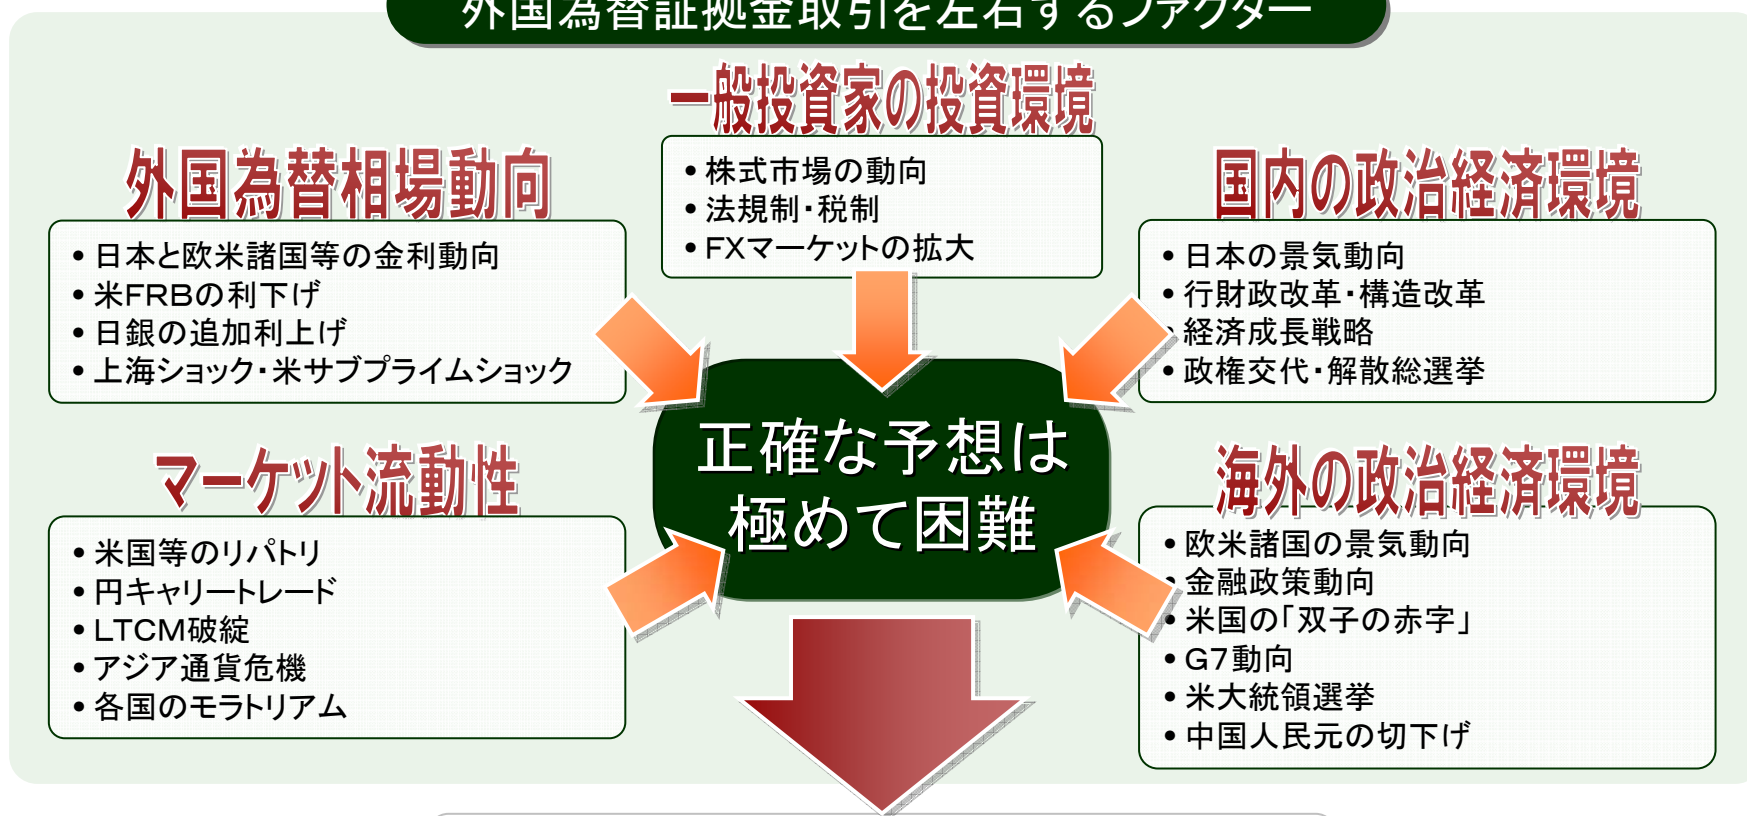 外国為替証拠金取引を左右するファクター
一般投資家の投資環境
• 株式市場の動向
• 法規制・税制
• FXマーケットの拡大
外国為替相場動向
• 日本と欧米諸国等の金利動向
• 米FRBの利下げ
• 日銀の追加利上げ
• 上海ショック・米サブプライムショック
国内の政治経済環境
• 日本の景気動向
• 行財政改革・構造改革
• 経済成長戦略
• 政権交代・解散総選挙
正確な予想は
極めて困難
マーケット流動性
• 米国等のリパトリ
• 円キャリートレード
• LTCM破綻
• アジア通貨危機
• 各国のモラトリアム
海外の政治経済環境
• 欧米諸国の景気動向
• 金融政策動向
• 米国の「双子の赤字」
• G7動向
• 米大統領選挙
• 中国人民元の切下げ